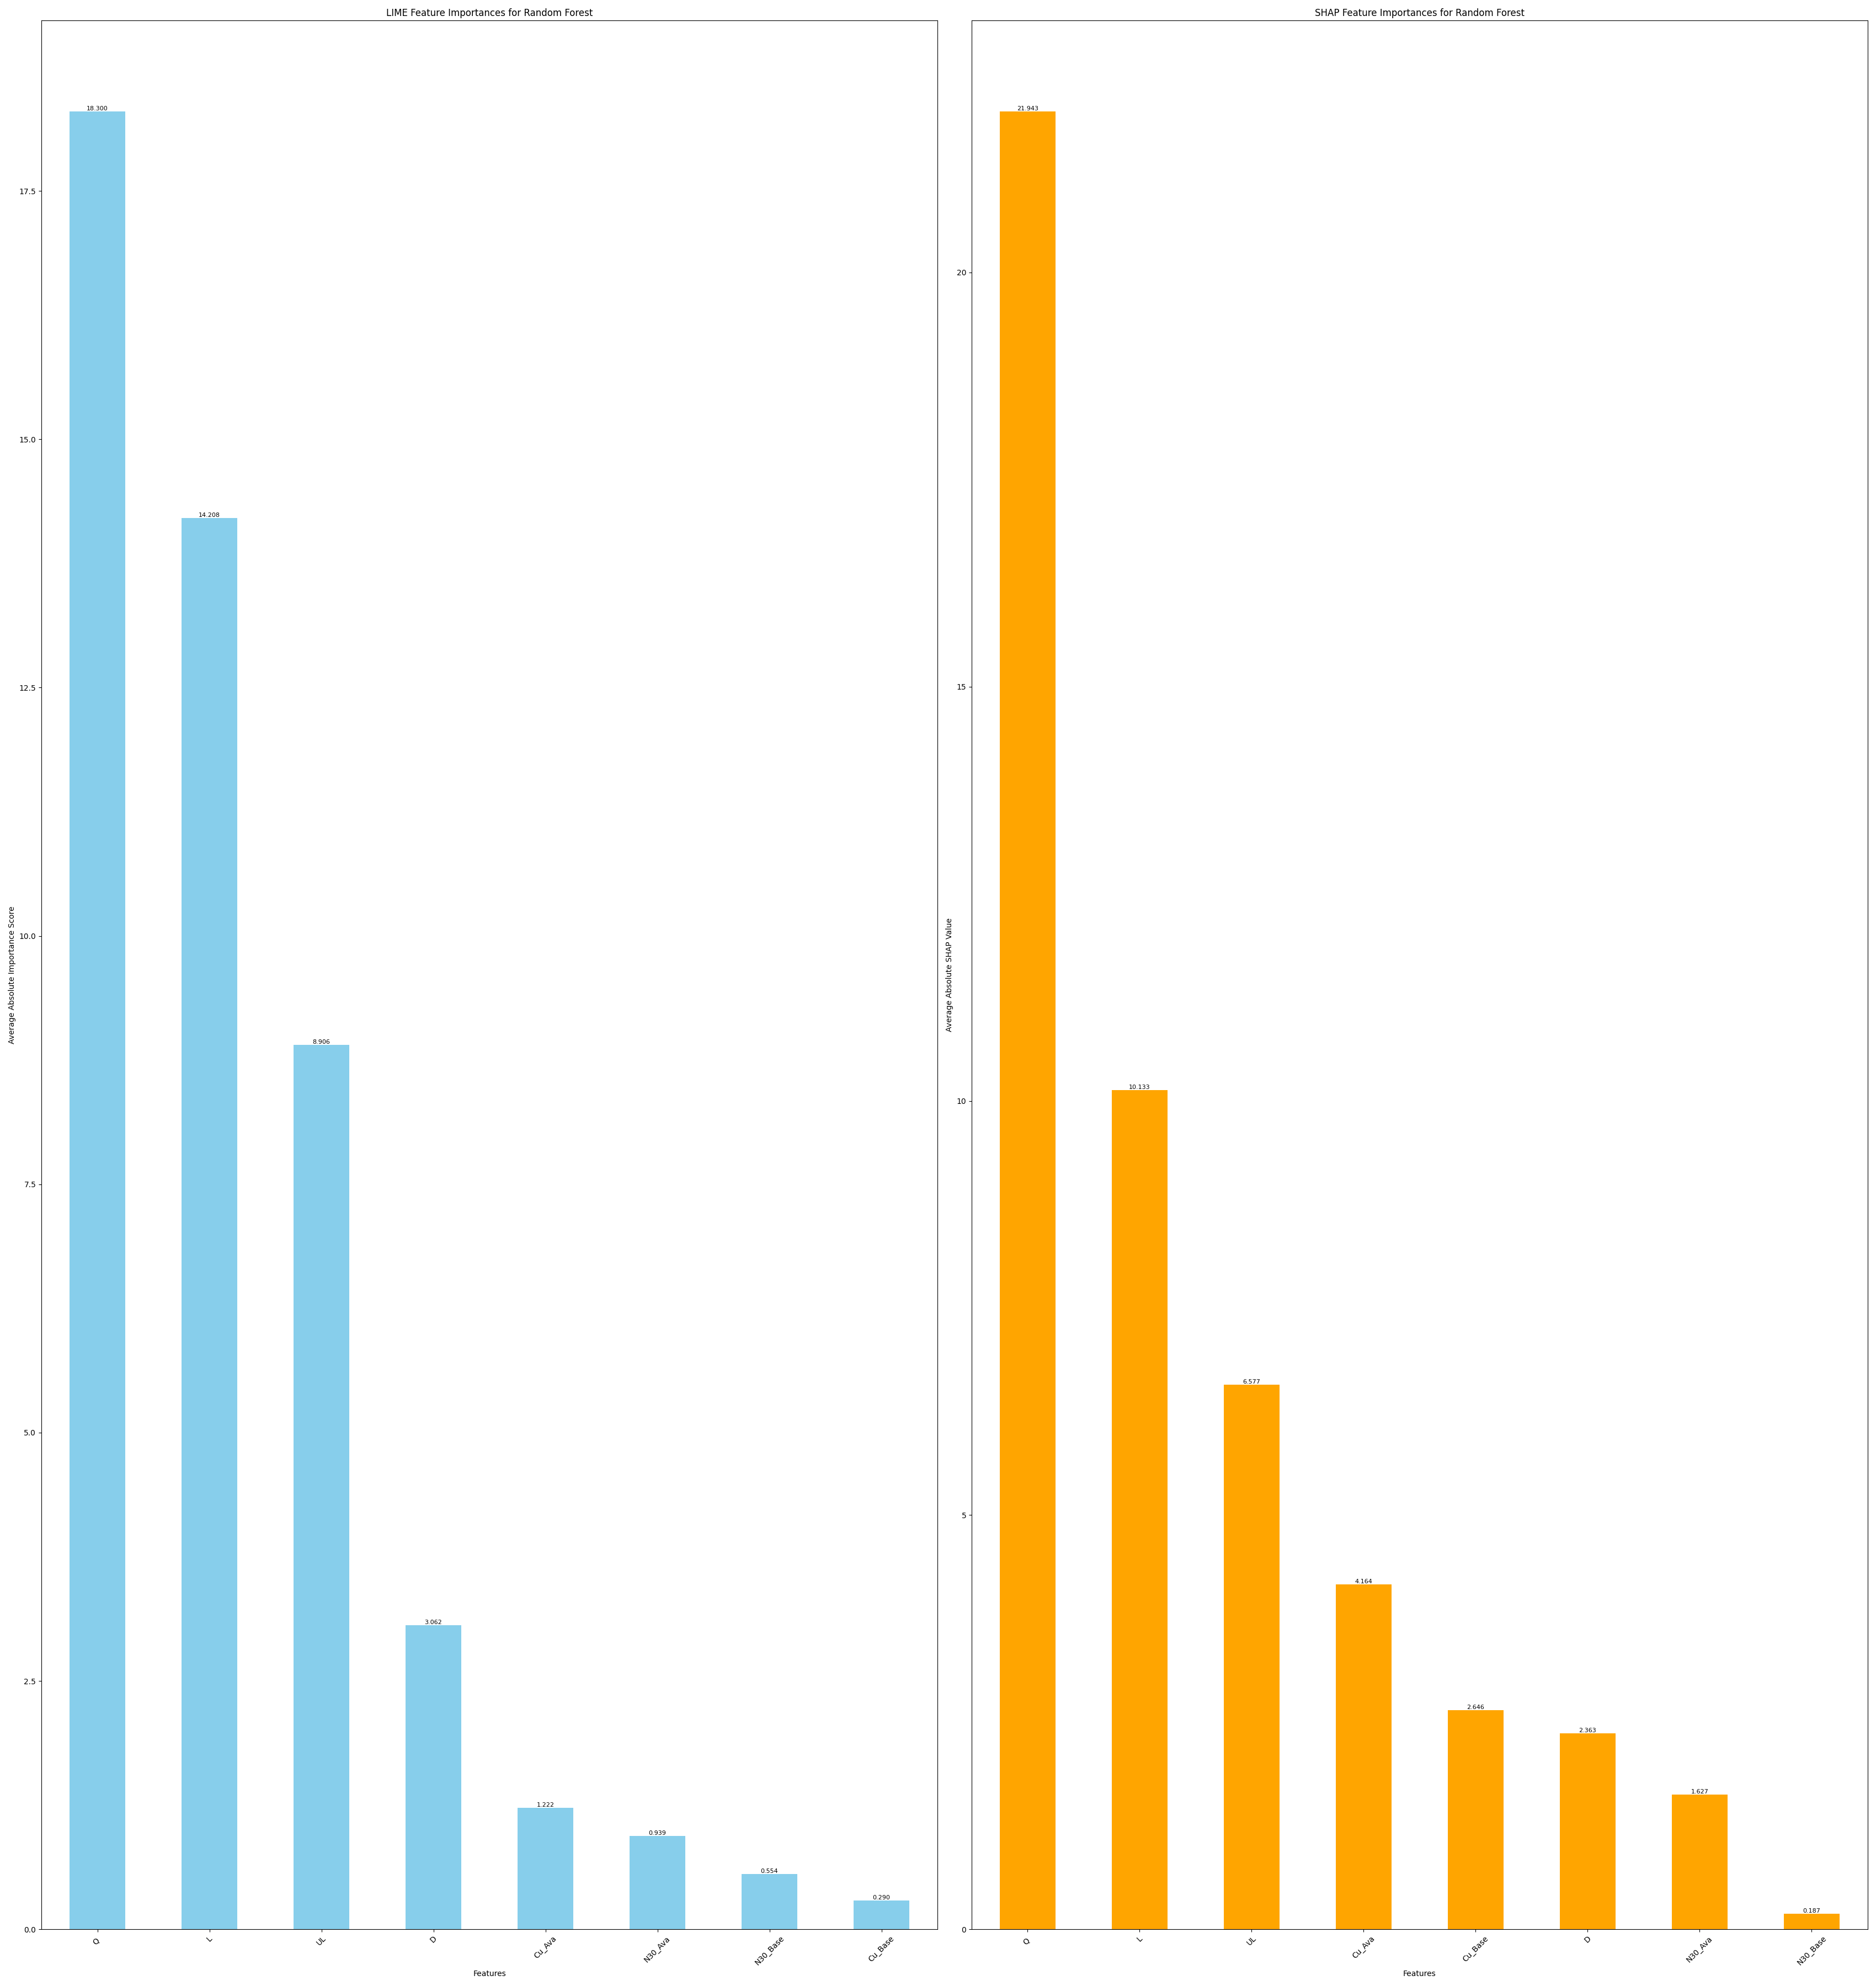 LIME Feature Importances for Random Forest
18.300
17.5
15.0
14.208
12.5
10.0
8.906
7.5
5.0
3.062
2.5
1.222
0.939
0.554
0.290
0.0
Average Absolute Importance Score
Q
L
UL
D
Cu_Ava
N30_Ava
N30_Base
Cu_Base
Features
SHAP Feature Importances for Random Forest
21.943
20
15
10.133
10
6.577
5
4.164
2.646
2.363
1.627
0.187
0
Average Absolute SHAP Value
Q
L
UL
Cu_Ava
Cu_Base
D
N30_Ava
N30_Base
Features